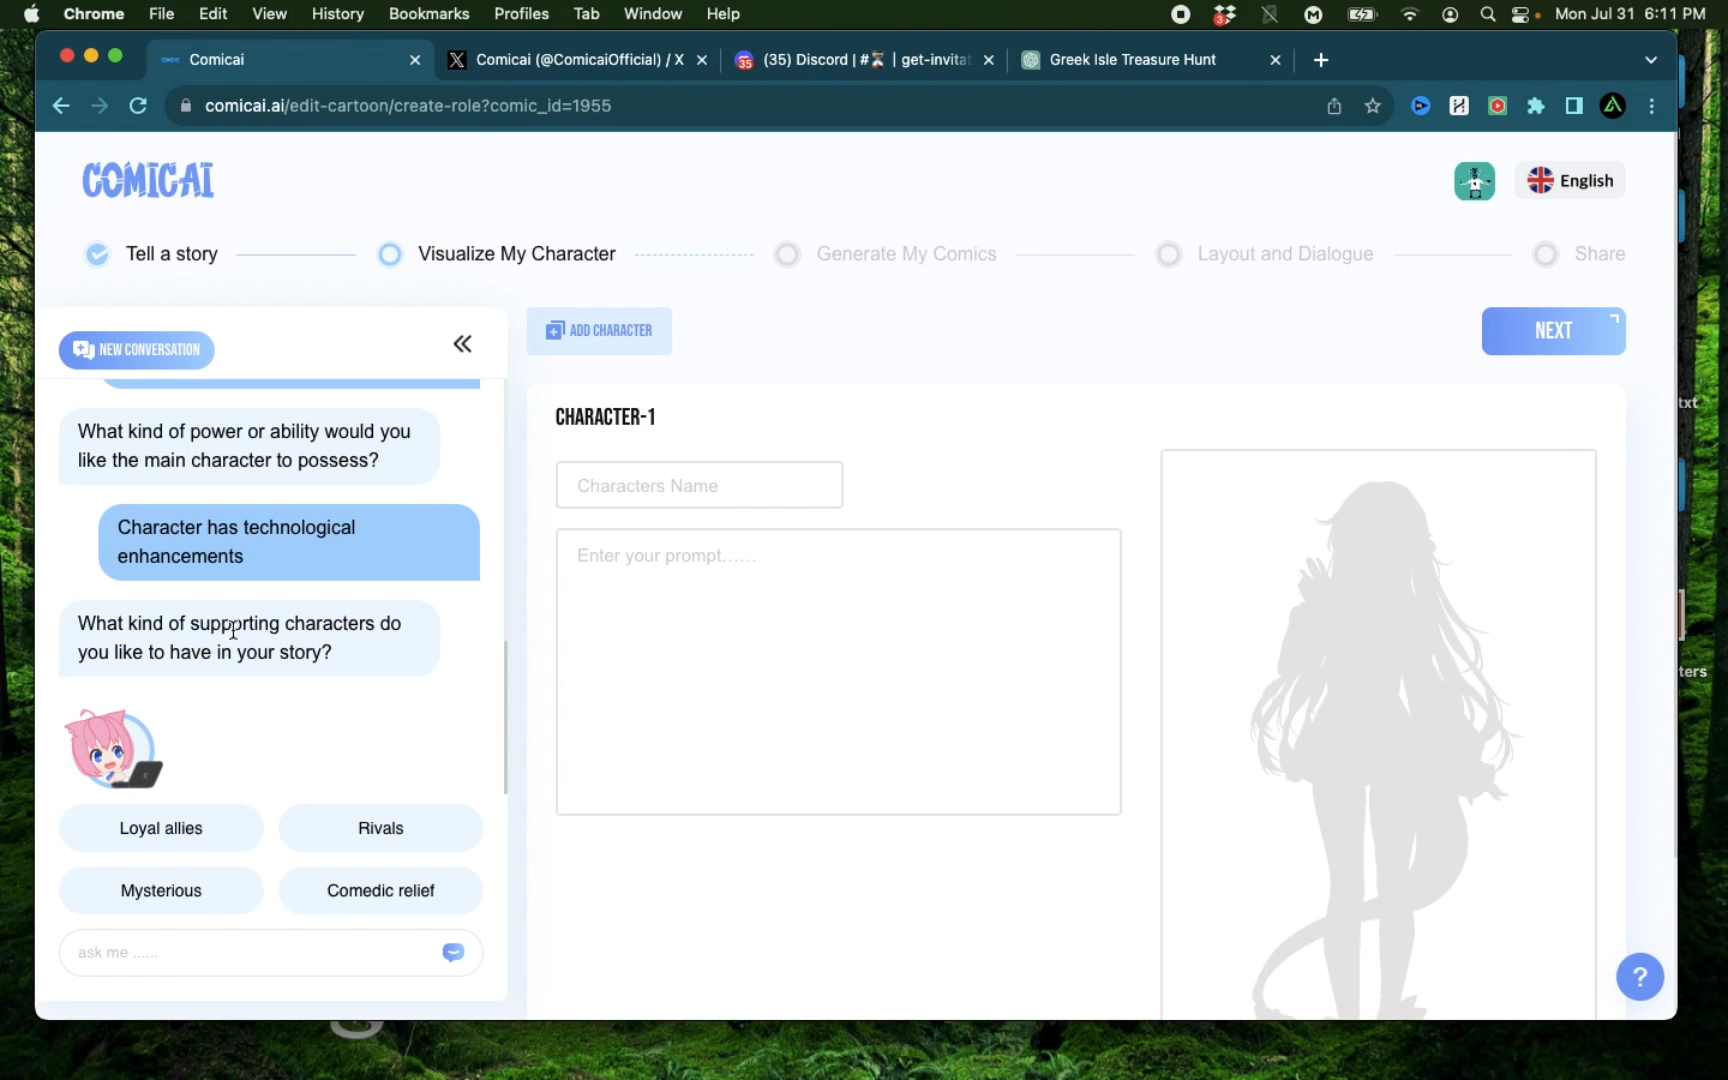 Chrome File Edit View History Bookmarks Profiles Tab Window Help 3 M Mon Jul 31 6:11 PM
Comicai Comicai (@ComicaiOfficial) / X (35) Discord | #⏳ | get-invitat Greek Isle Treasure Hunt
comicai.ai/edit-cartoon/create-role?comic_id=1955
COMICAI
English
Tell a story Visualize My Character Generate My Comics Layout and Dialogue Share
NEW CONVERSATION
ADD CHARACTER
NEXT
What kind of power or ability would you
like the main character to possess?
Character has technological
enhancements
What kind of supporting characters do
you like to have in your story?
Loyal allies Rivals
Mysterious Comedic relief
ask me ......
CHARACTER-1
Characters Name
Enter your prompt......
?
txt
ters